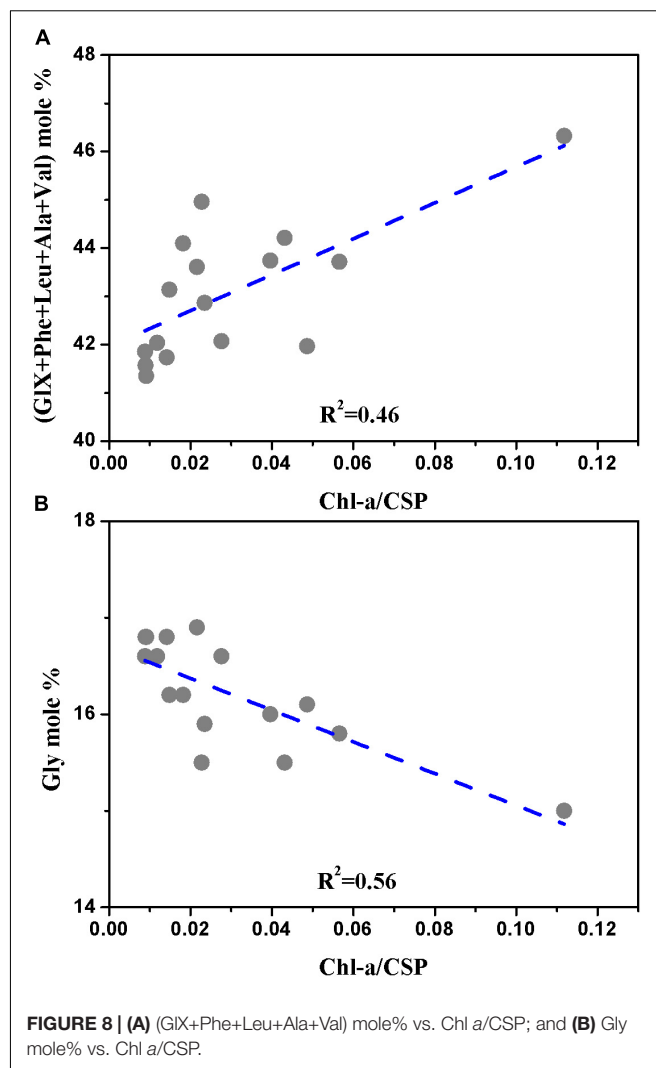 A
48
46
44
42
40
(GlX+Phe+Leu+Ala+Val) mole %
R²=0.46
0.00 0.02 0.04 0.06 0.08 0.10 0.12
Chl-a/CSP
B
18
16
14
Gly mole %
R²=0.56
0.00 0.02 0.04 0.06 0.08 0.10 0.12
Chl-a/CSP
FIGURE 8 | (A) (GlX+Phe+Leu+Ala+Val) mole% vs. Chl a/CSP; and (B) Gly
mole% vs. Chl a/CSP.